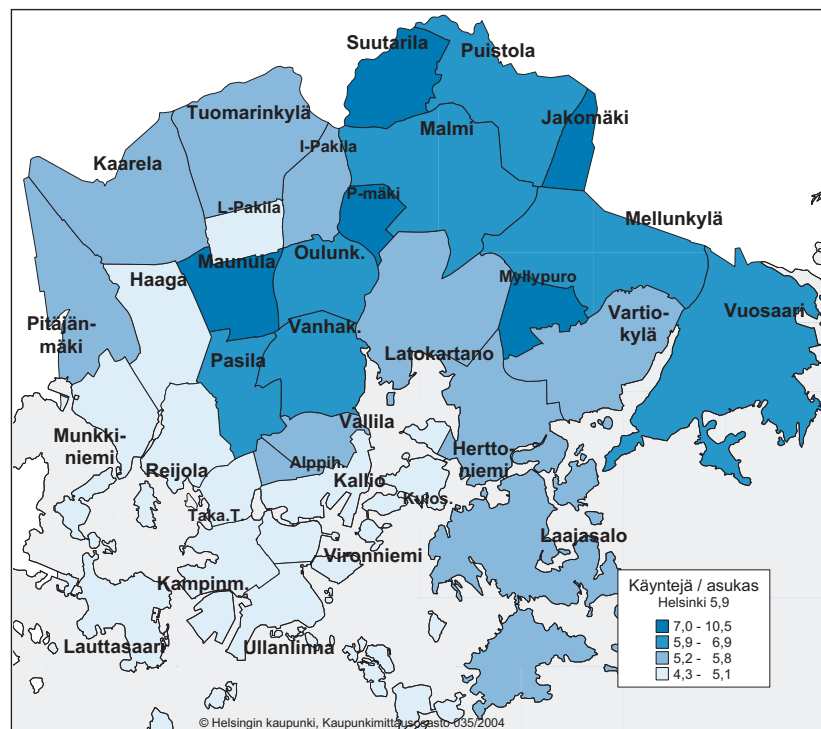 Suutarila
Puistola
Tuomarinkylä
Malmi
Jakomäki
I-Pakila
Kaarela
P-mäki
L-Pakila
Mellunkylä
Oulunk.
Maunula
Haaga
Myllypuro
Vartio-
kylä
Vuosaari
Pitäjän-
mäki
Vanhak.
Pasila
Latokartano
Vallila
Munkki-
niemi
Reijola
Alppih.
Hertto-
niemi
Kallio
Kulos.
Taka.T.
Laajasalo
Vironniemi
Kampinm.
Lauttasaari
Ullanlinna
Käyntejä / asukas
Helsinki 5,9
7,0 - 10,5
5,9 - 6,9
5,2 - 5,8
4,3 - 5,1
© Helsingin kaupunki, Kaupunkimittausosasto 035/2004